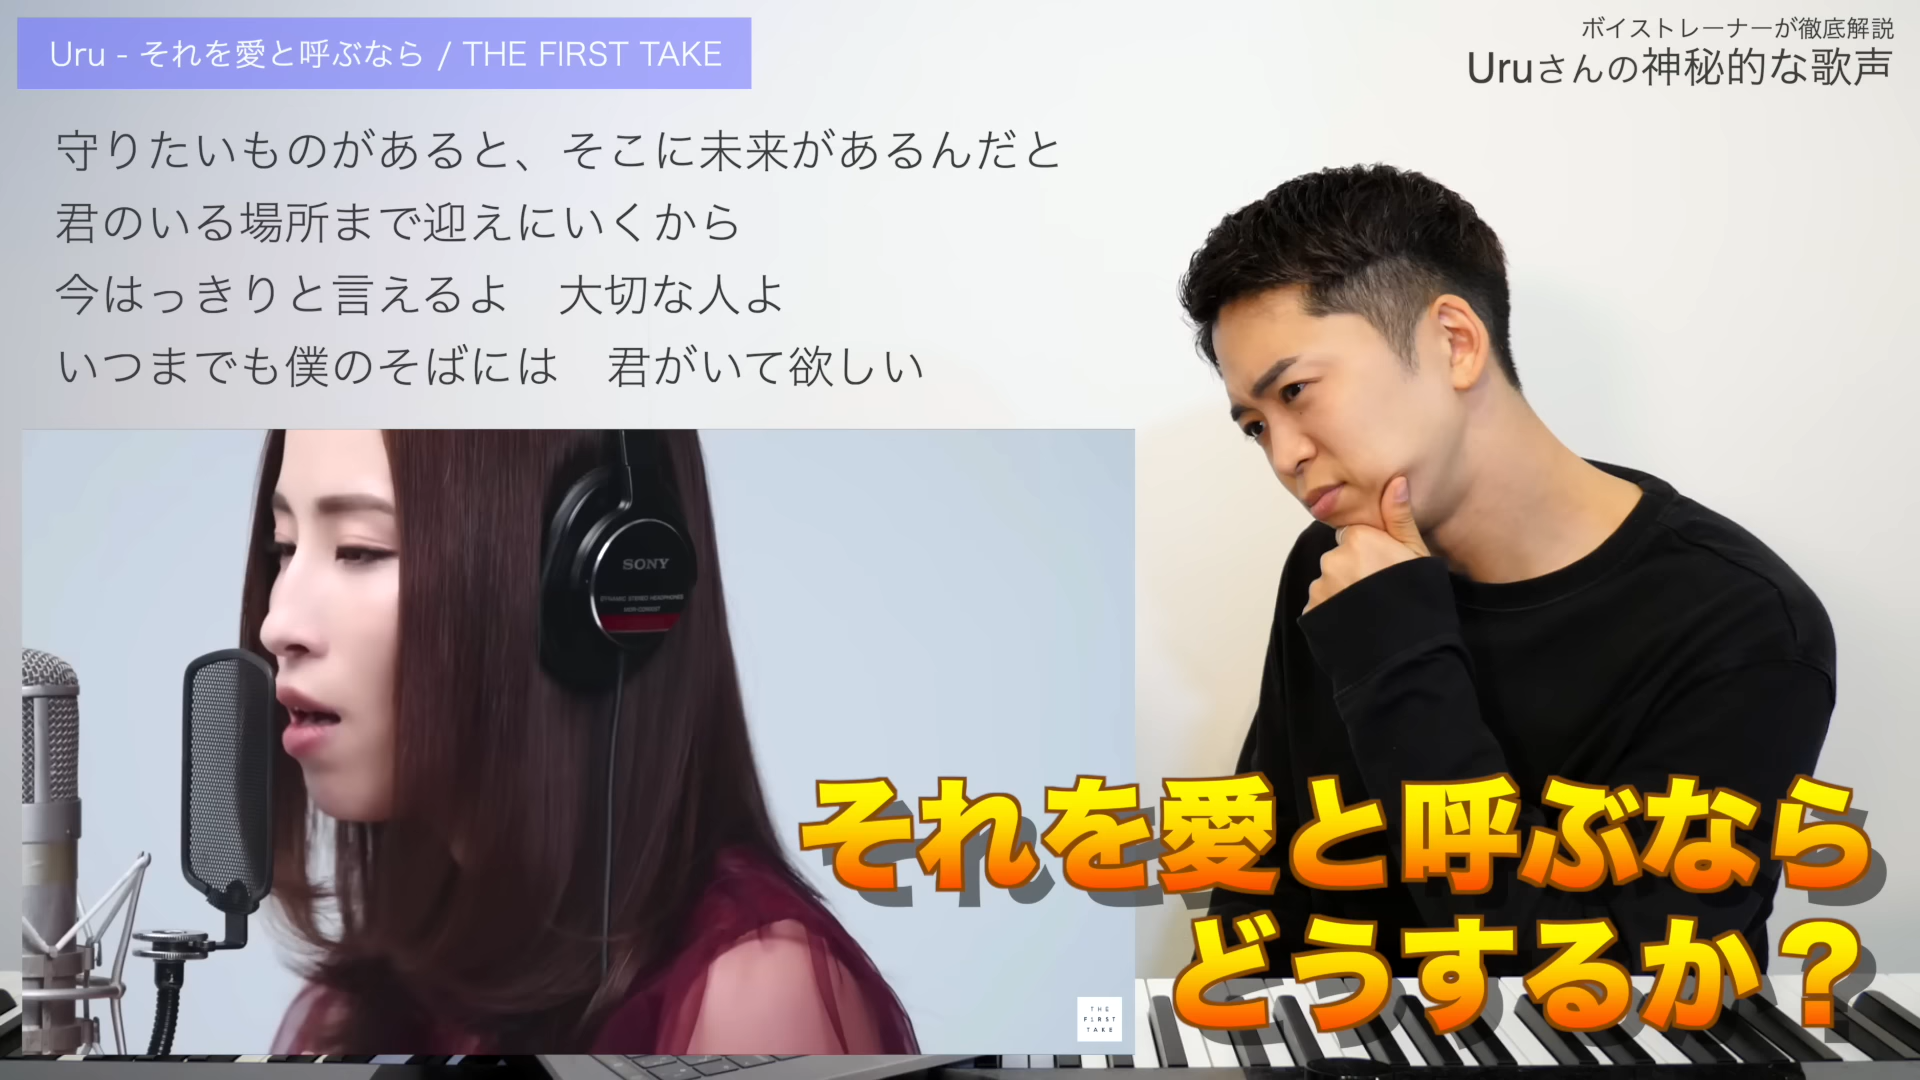 Uru - それを愛と呼ぶなら / THE FIRST TAKE
ボイストレーナーが徹底解説
Uruさんの神秘的な歌声
守りたいものがあると、そこに未来があるんだと
君のいる場所まで迎えにいくから
今はっきりと言えるよ　大切な人よ
いつまでも僕のそばには　君がいて欲しい
SONY
DYNAMIC STEREO HEADPHONES
それを愛と呼ぶなら
どうするか？
THE
FIRST
TAKE